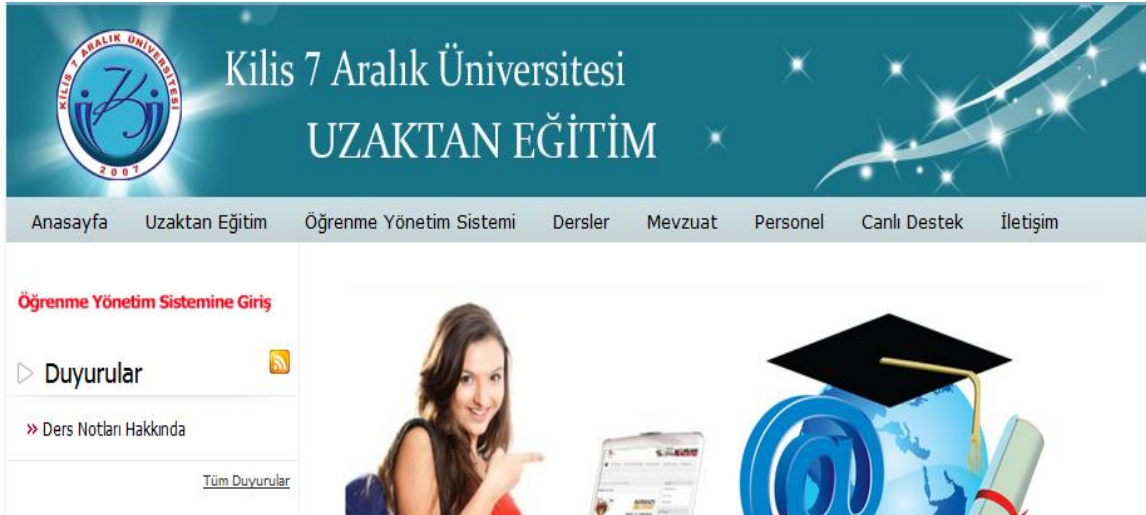 KİLİS 7 ARALIK ÜNİVERSİTESİ
2007
Kilis 7 Aralık Üniversitesi
UZAKTAN EĞİTİM
Anasayfa Uzaktan Eğitim Öğrenme Yönetim Sistemi Dersler Mevzuat Personel Canlı Destek İletişim
Öğrenme Yönetim Sistemine Giriş
Duyurular
» Ders Notları Hakkında
Tüm Duyurular
@